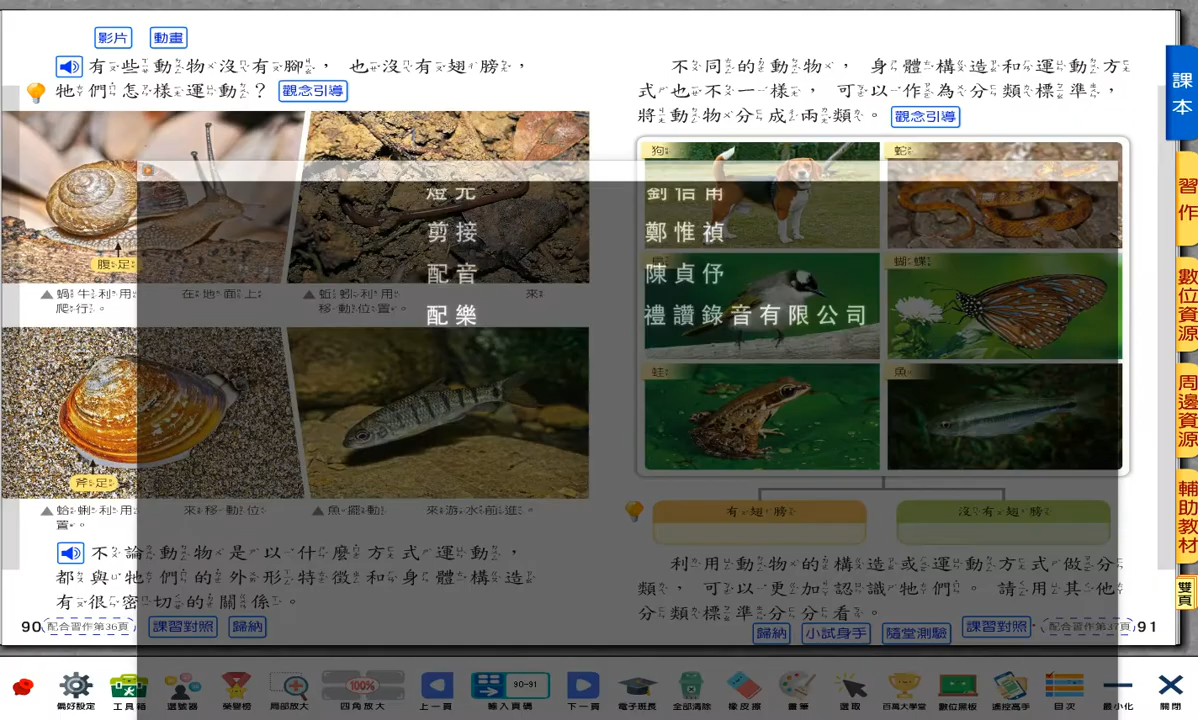 影片 動畫
有些動物沒有腳，也沒有翅膀，
牠們怎樣運動？ 觀念引導
腹足
蝸牛利用 在地面上
爬行。
蚯蚓利用 來
移動位置。
斧足
蛤蜊利用 來移動位
置。
魚擺動 來游水前進。
不論動物是以什麼方式運動，
都與牠們的外形特徵和身體構造
有很密切的關係。
90 配合習作第36頁 課習對照 歸納
不同的動物，身體構造和運動方
式也不一樣，可以作為分類標準，
將動物分成兩類。 觀念引導
狗
蛇
蝴蝶
蛙
魚
有翅膀
沒有翅膀
利用動物的構造或運動方式做分
類，可以更加認識牠們。請用其他
分類標準分分看。
歸納 小試身手 隨堂測驗 課習對照 配合習作第37頁 91
燈光 劉信甫
剪接 鄭惟禎
配音 陳貞伃
配樂 禮讚錄音有限公司
課本
習作
數位資源
周邊資源
輔助教材
雙頁
100%
90-91
偏好設定 工具箱 選號器 榮譽榜 局部放大 四角放大 上一頁 輸入頁碼 下一頁 電子班長 全部清除 橡皮擦 畫筆 選取 百萬大學堂 數位黑板 遙控高手 目次 最小化 關閉